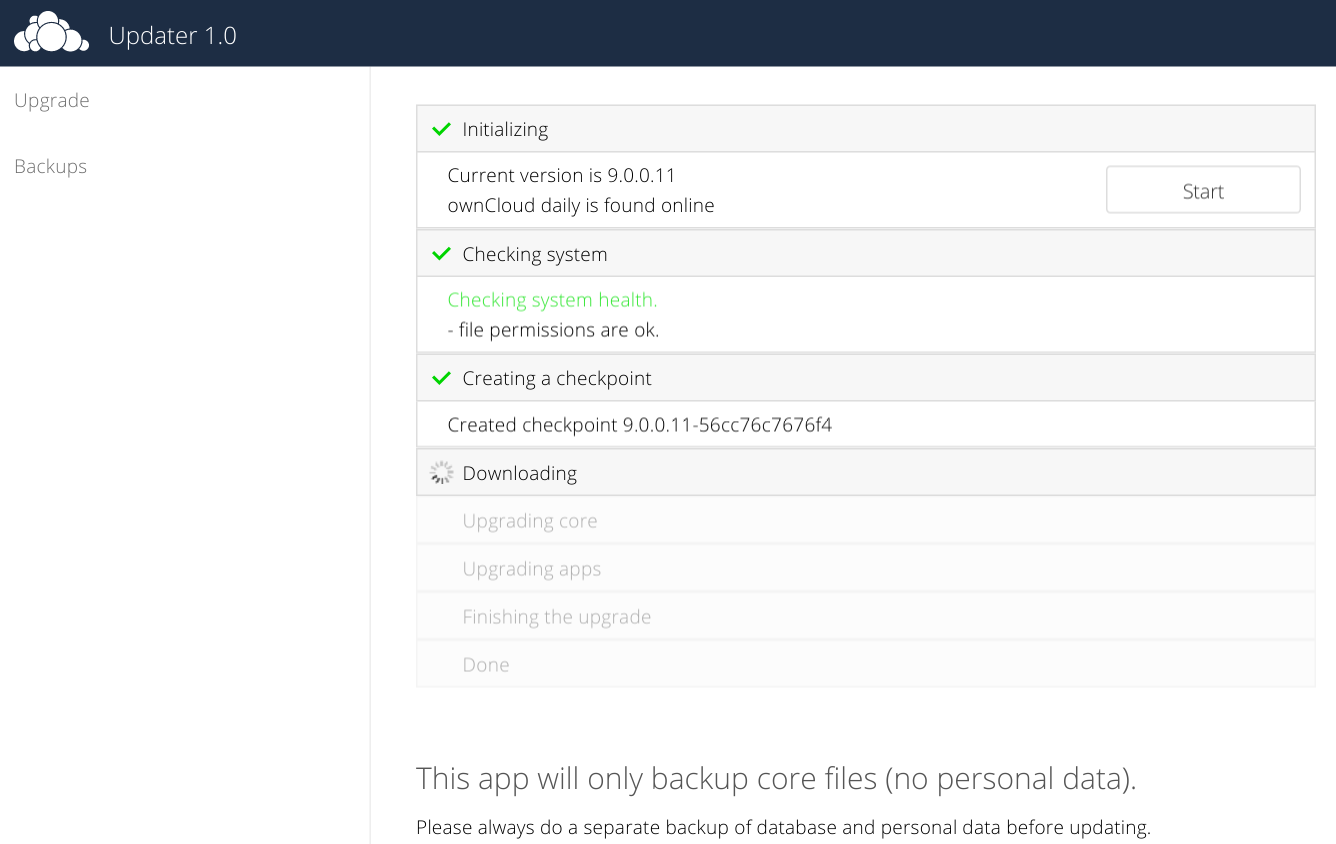 Updater 1.0
Upgrade
Backups
Initializing
Current version is 9.0.0.11
ownCloud daily is found online
Start
Checking system
Checking system health.
- file permissions are ok.
Creating a checkpoint
Created checkpoint 9.0.0.11-56cc76c7676f4
Downloading
Upgrading core
Upgrading apps
Finishing the upgrade
Done
This app will only backup core files (no personal data).
Please always do a separate backup of database and personal data before updating.